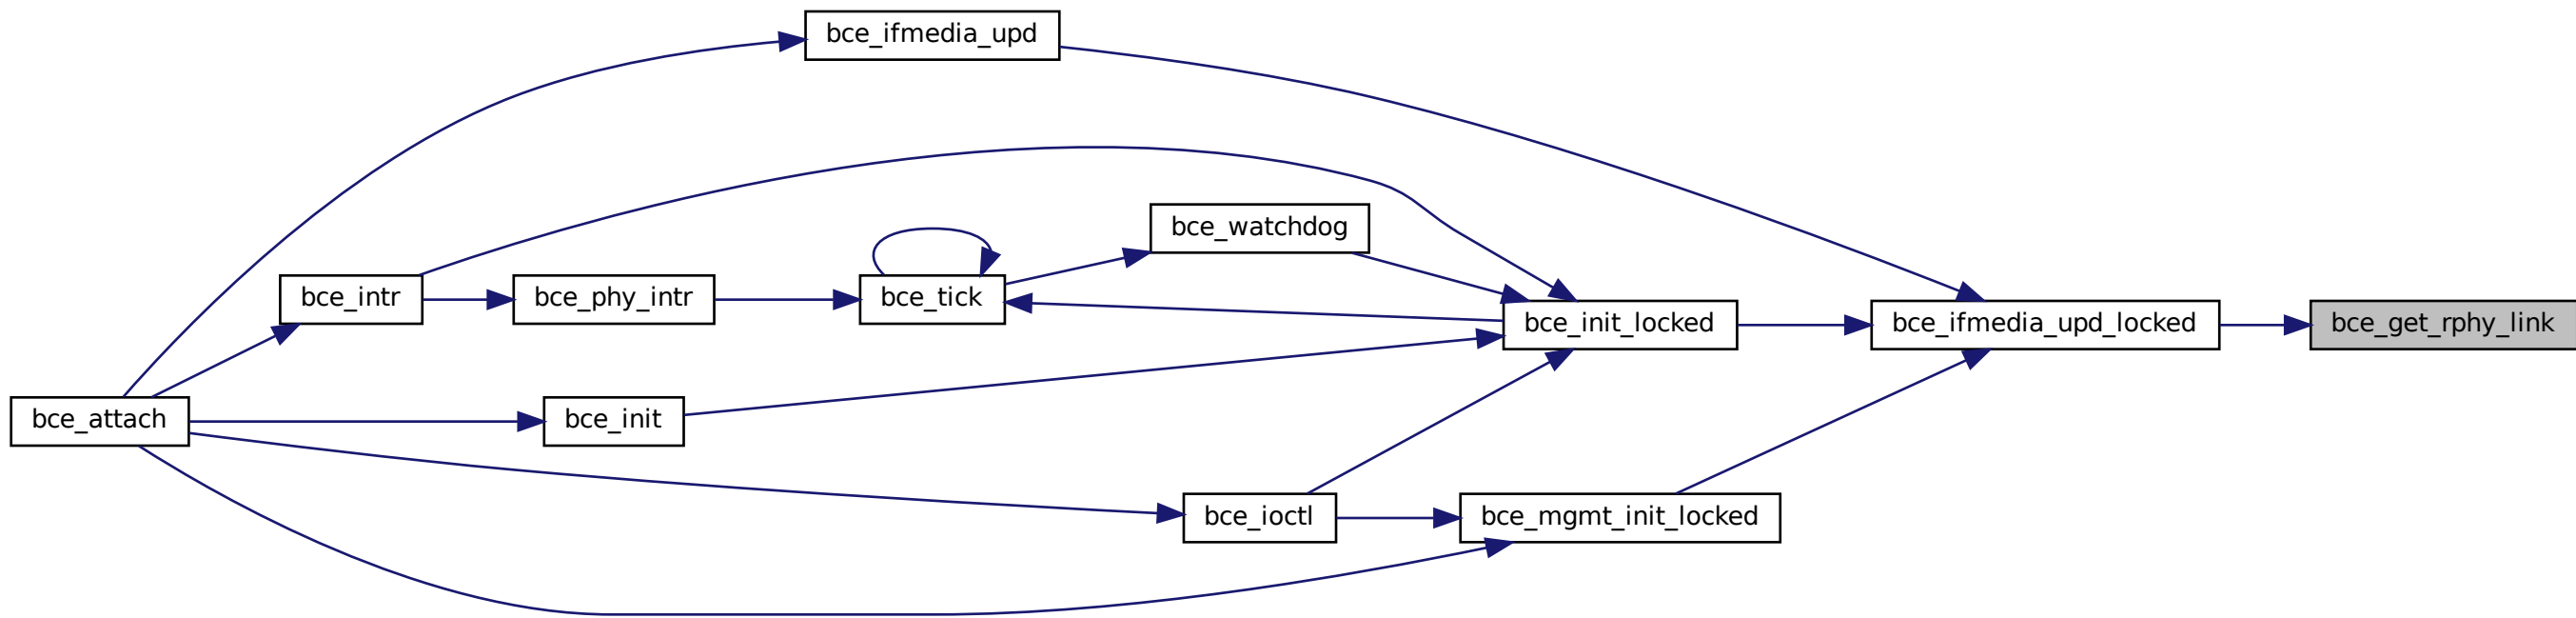 bce_ifmedia_upd
bce_watchdog
bce_intr
bce_phy_intr
bce_tick
bce_init_locked
bce_ifmedia_upd_locked
bce_get_rphy_link
bce_attach
bce_init
bce_ioctl
bce_mgmt_init_locked